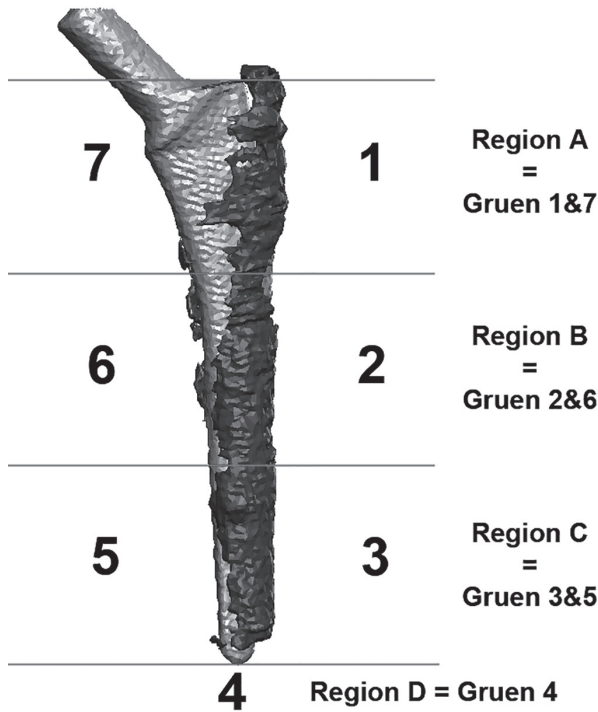 7
1
Region A
=
Gruen 1&7
6
2
Region B
=
Gruen 2&6
5
3
Region C
=
Gruen 3&5
4
Region D = Gruen 4